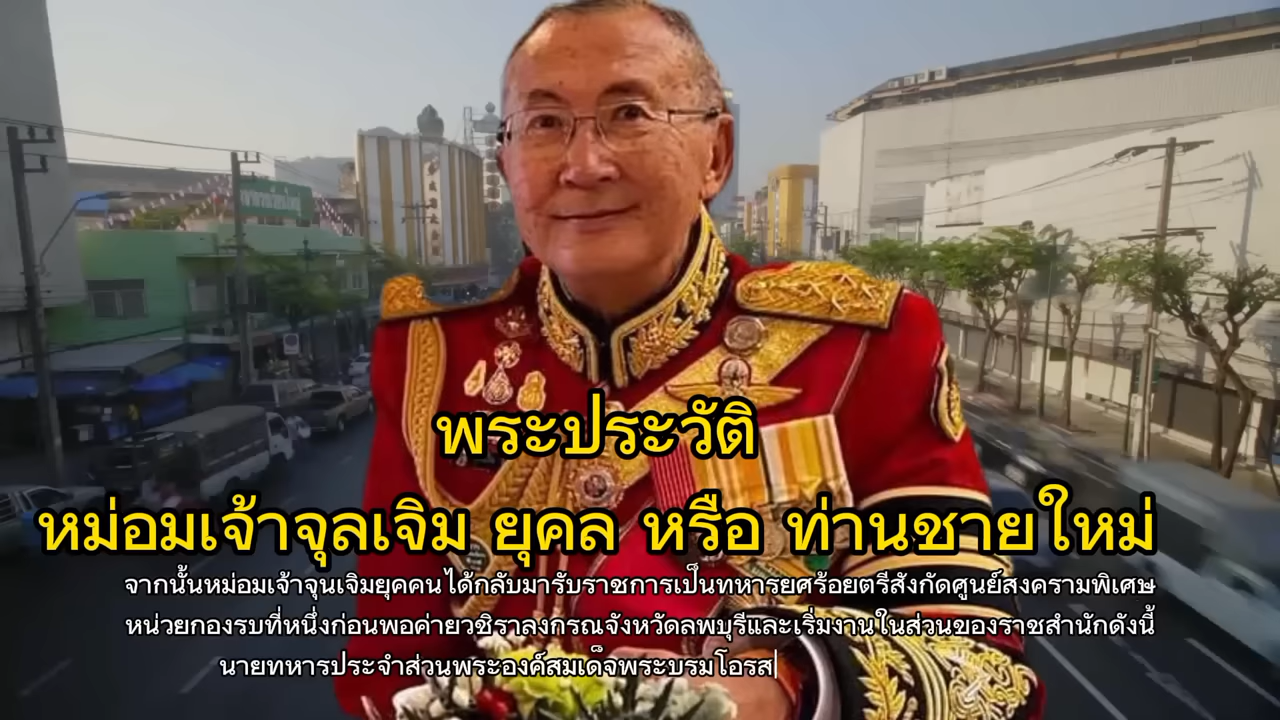 พระประวัติ
หม่อมเจ้าจุลเจิม ยุคล หรือ ท่านชายใหม่
จากนั้นหม่อมเจ้าจุนเจิมยุคคนได้กลับมารับราชการเป็นทหารยศร้อยตรีสังกัดศูนย์สงครามพิเศษ
หน่วยกองรบที่หนึ่งก่อนพอค่ายวชิราลงกรณจังหวัดลพบุรีและเริ่มงานในส่วนของราชสำนักดังนี้
นายทหารประจำส่วนพระองค์สมเด็จพระบรมโอรส